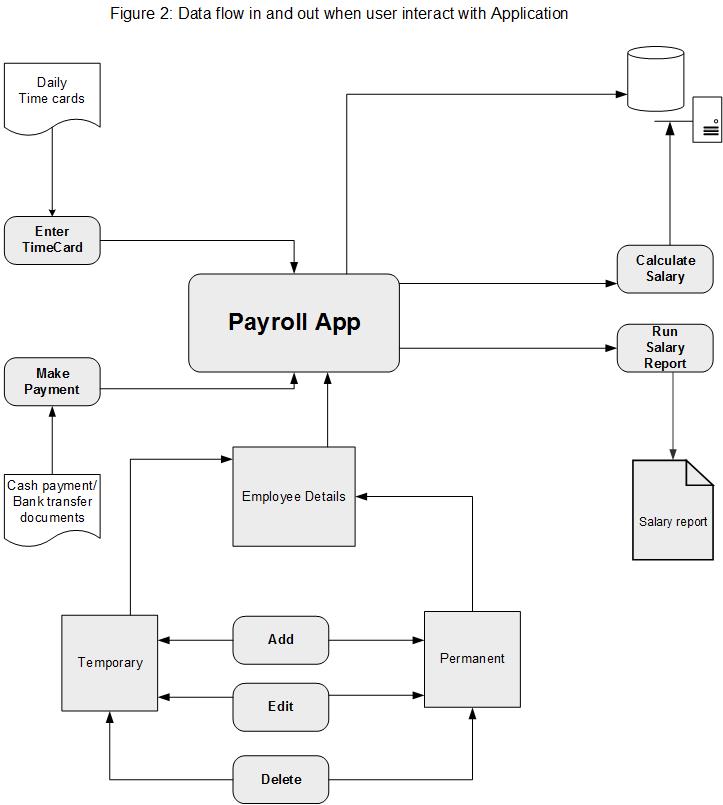 Figure 2: Data flow in and out when user interact with Application
Daily
Time cards
Enter
TimeCard
Calculate
Salary
Payroll App
Run
Salary
Report
Make
Payment
Cash payment/
Bank transfer
documents
Employee Details
Salary report
Temporary
Add
Permanent
Edit
Delete